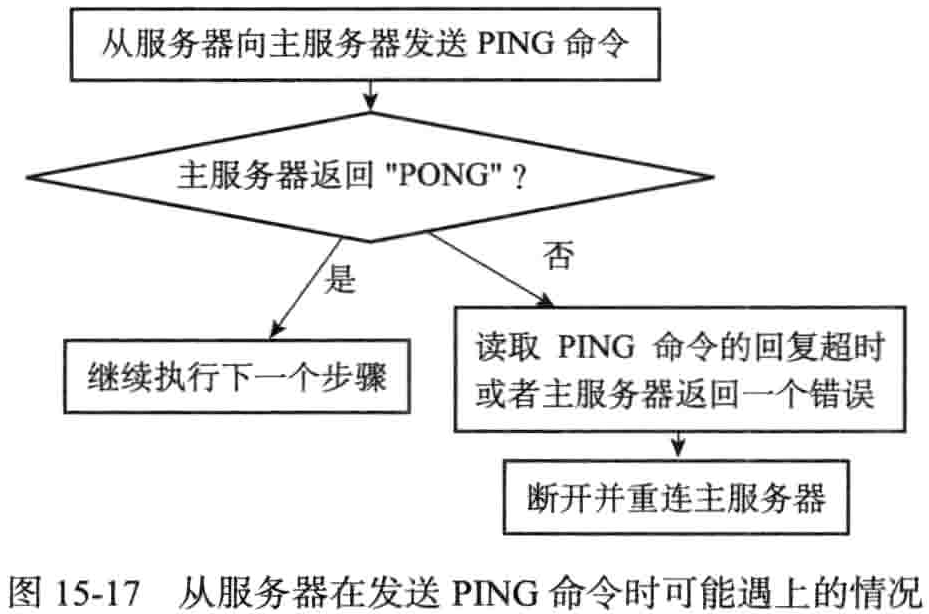 从服务器向主服务器发送 PING 命令
主服务器返回 "PONG"?
是
否
继续执行下一个步骤
读取 PING 命令的回复超时
或者主服务器返回一个错误
断开并重连主服务器
图 15-17 从服务器在发送 PING 命令时可能遇上的情况